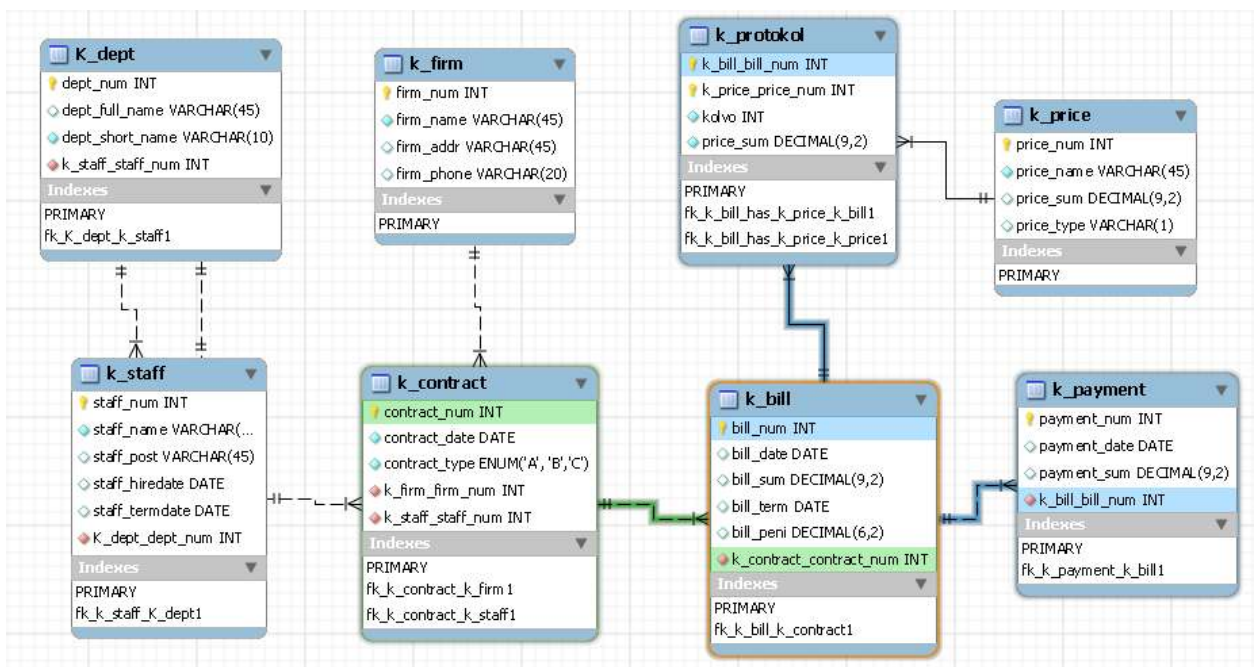 K_dept
dept_num INT
dept_full_name VARCHAR(45)
dept_short_name VARCHAR(10)
k_staff_staff_num INT
Indexes
PRIMARY
fk_K_dept_k_staff1
k_firm
firm_num INT
firm_name VARCHAR(45)
firm_addr VARCHAR(45)
firm_phone VARCHAR(20)
Indexes
PRIMARY
k_protokol
k_bill_bill_num INT
k_price_price_num INT
kolvo INT
price_sum DECIMAL(9,2)
Indexes
PRIMARY
fk_k_bill_has_k_price_k_bill1
fk_k_bill_has_k_price_k_price1
k_price
price_num INT
price_name VARCHAR(45)
price_sum DECIMAL(9,2)
price_type VARCHAR(1)
Indexes
PRIMARY
k_staff
staff_num INT
staff_name VARCHAR(...
staff_post VARCHAR(45)
staff_hiredate DATE
staff_termdate DATE
K_dept_dept_num INT
Indexes
PRIMARY
fk_k_staff_K_dept1
k_contract
contract_num INT
contract_date DATE
contract_type ENUM('A', 'B','C')
k_firm_firm_num INT
k_staff_staff_num INT
Indexes
PRIMARY
fk_k_contract_k_firm1
fk_k_contract_k_staff1
k_bill
bill_num INT
bill_date DATE
bill_sum DECIMAL(9,2)
bill_term DATE
bill_peni DECIMAL(6,2)
k_contract_contract_num INT
Indexes
PRIMARY
fk_k_bill_k_contract1
k_payment
payment_num INT
payment_date DATE
payment_sum DECIMAL(9,2)
k_bill_bill_num INT
Indexes
PRIMARY
fk_k_payment_k_bill1